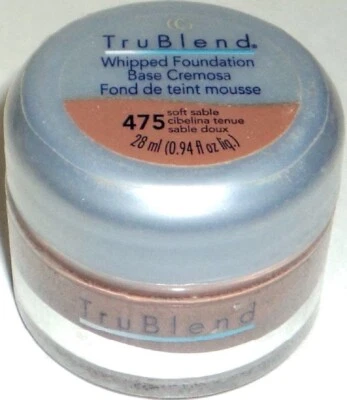 CG
TruBlend®
Whipped Foundation
Base Cremosa
Fond de teint mousse
475
soft sable
cibelina tenue
sable doux
28 ml (0.94 fl oz liq.)
TruBlend